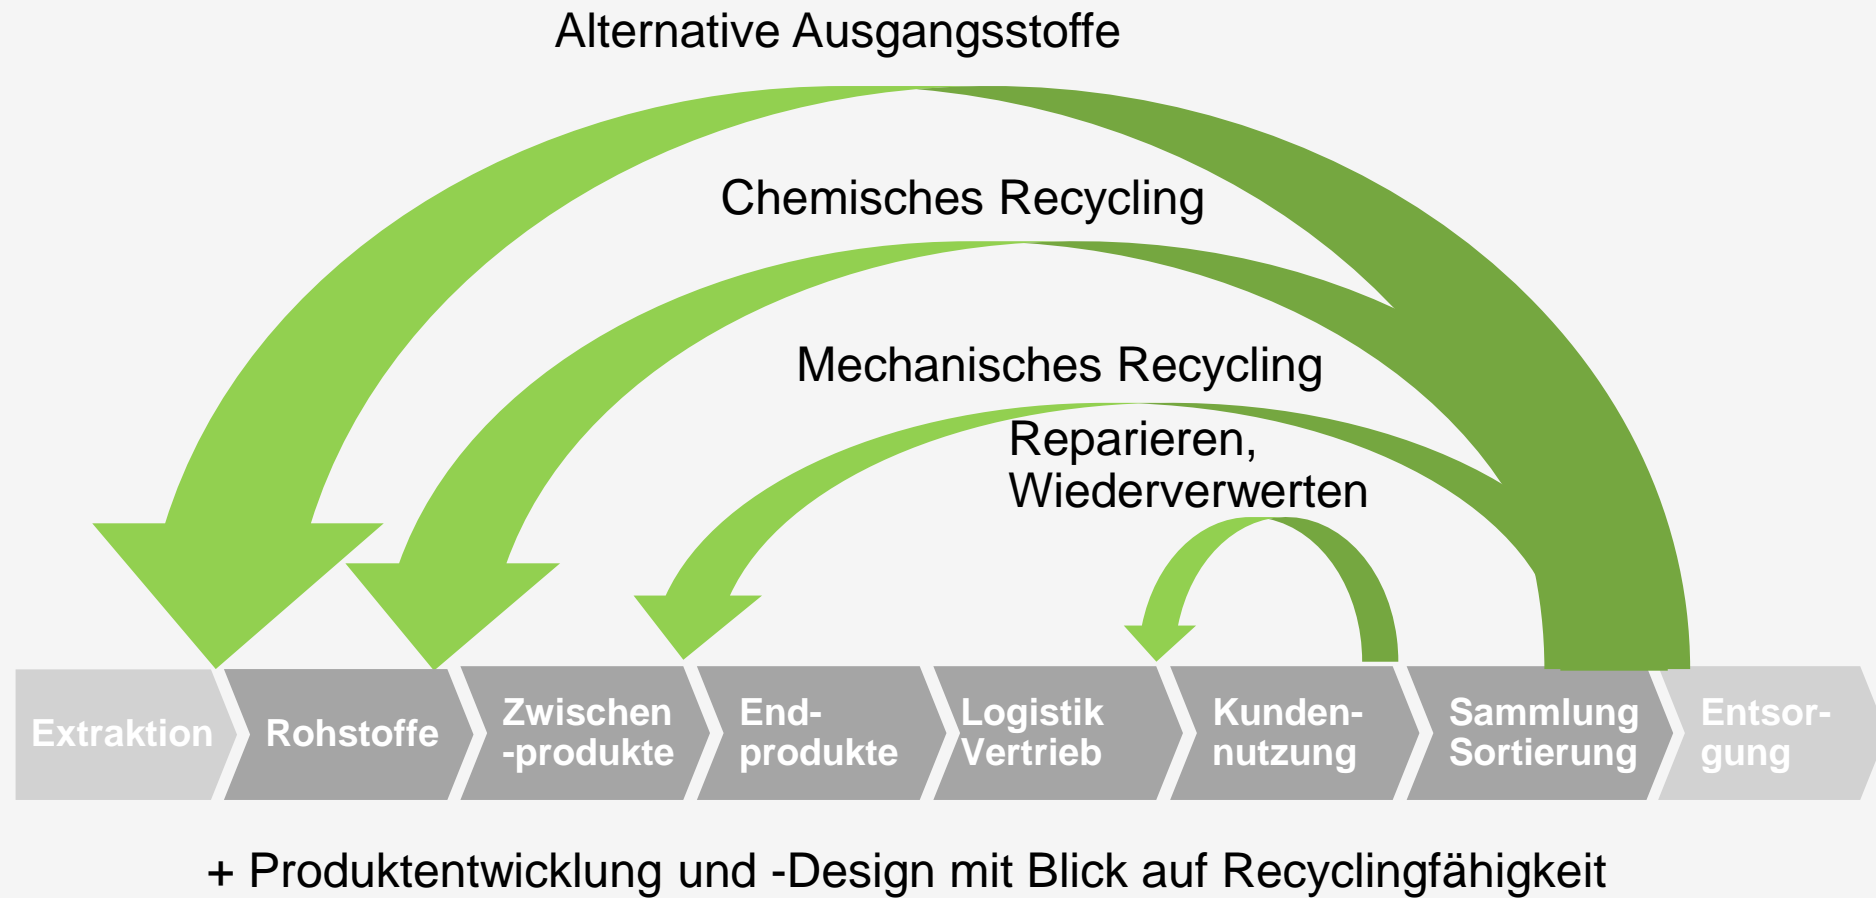 Alternative Ausgangsstoffe
Chemisches Recycling
Mechanisches Recycling
Reparieren,
Wiederverwerten
Extraktion
Rohstoffe
Zwischen
-produkte
End-
produkte
Logistik
Vertrieb
Kunden-
nutzung
Sammlung
Sortierung
Entsor-
gung
+ Produktentwicklung und -Design mit Blick auf Recyclingfähigkeit